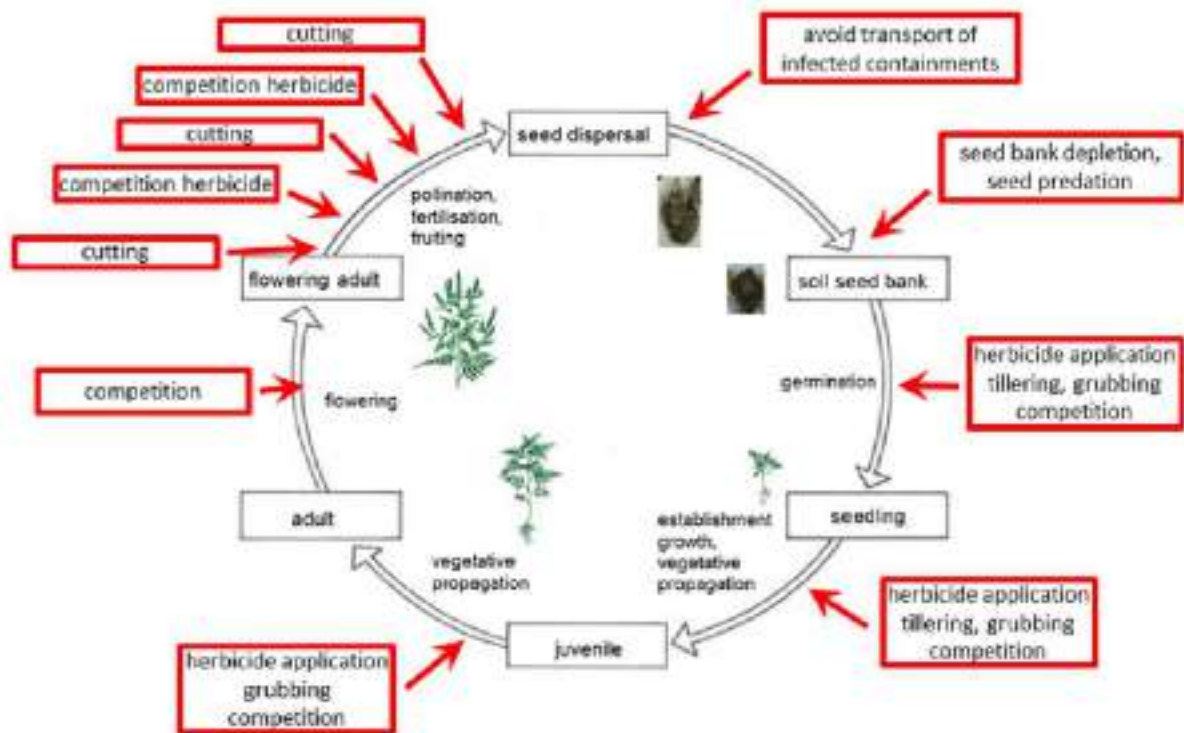 cutting
competition herbicide
cutting
competition herbicide
cutting
avoid transport of
infected containments
seed dispersal
seed bank depletion,
seed predation
pollination,
fertilisation,
fruiting
flowering adult
soil seed bank
competition
flowering
germination
herbicide application
tillering, grubbing
competition
adult
seedling
vegetative
propagation
establishment
growth,
vegetative
propagation
herbicide application
tillering, grubbing
competition
juvenile
herbicide application
grubbing
competition